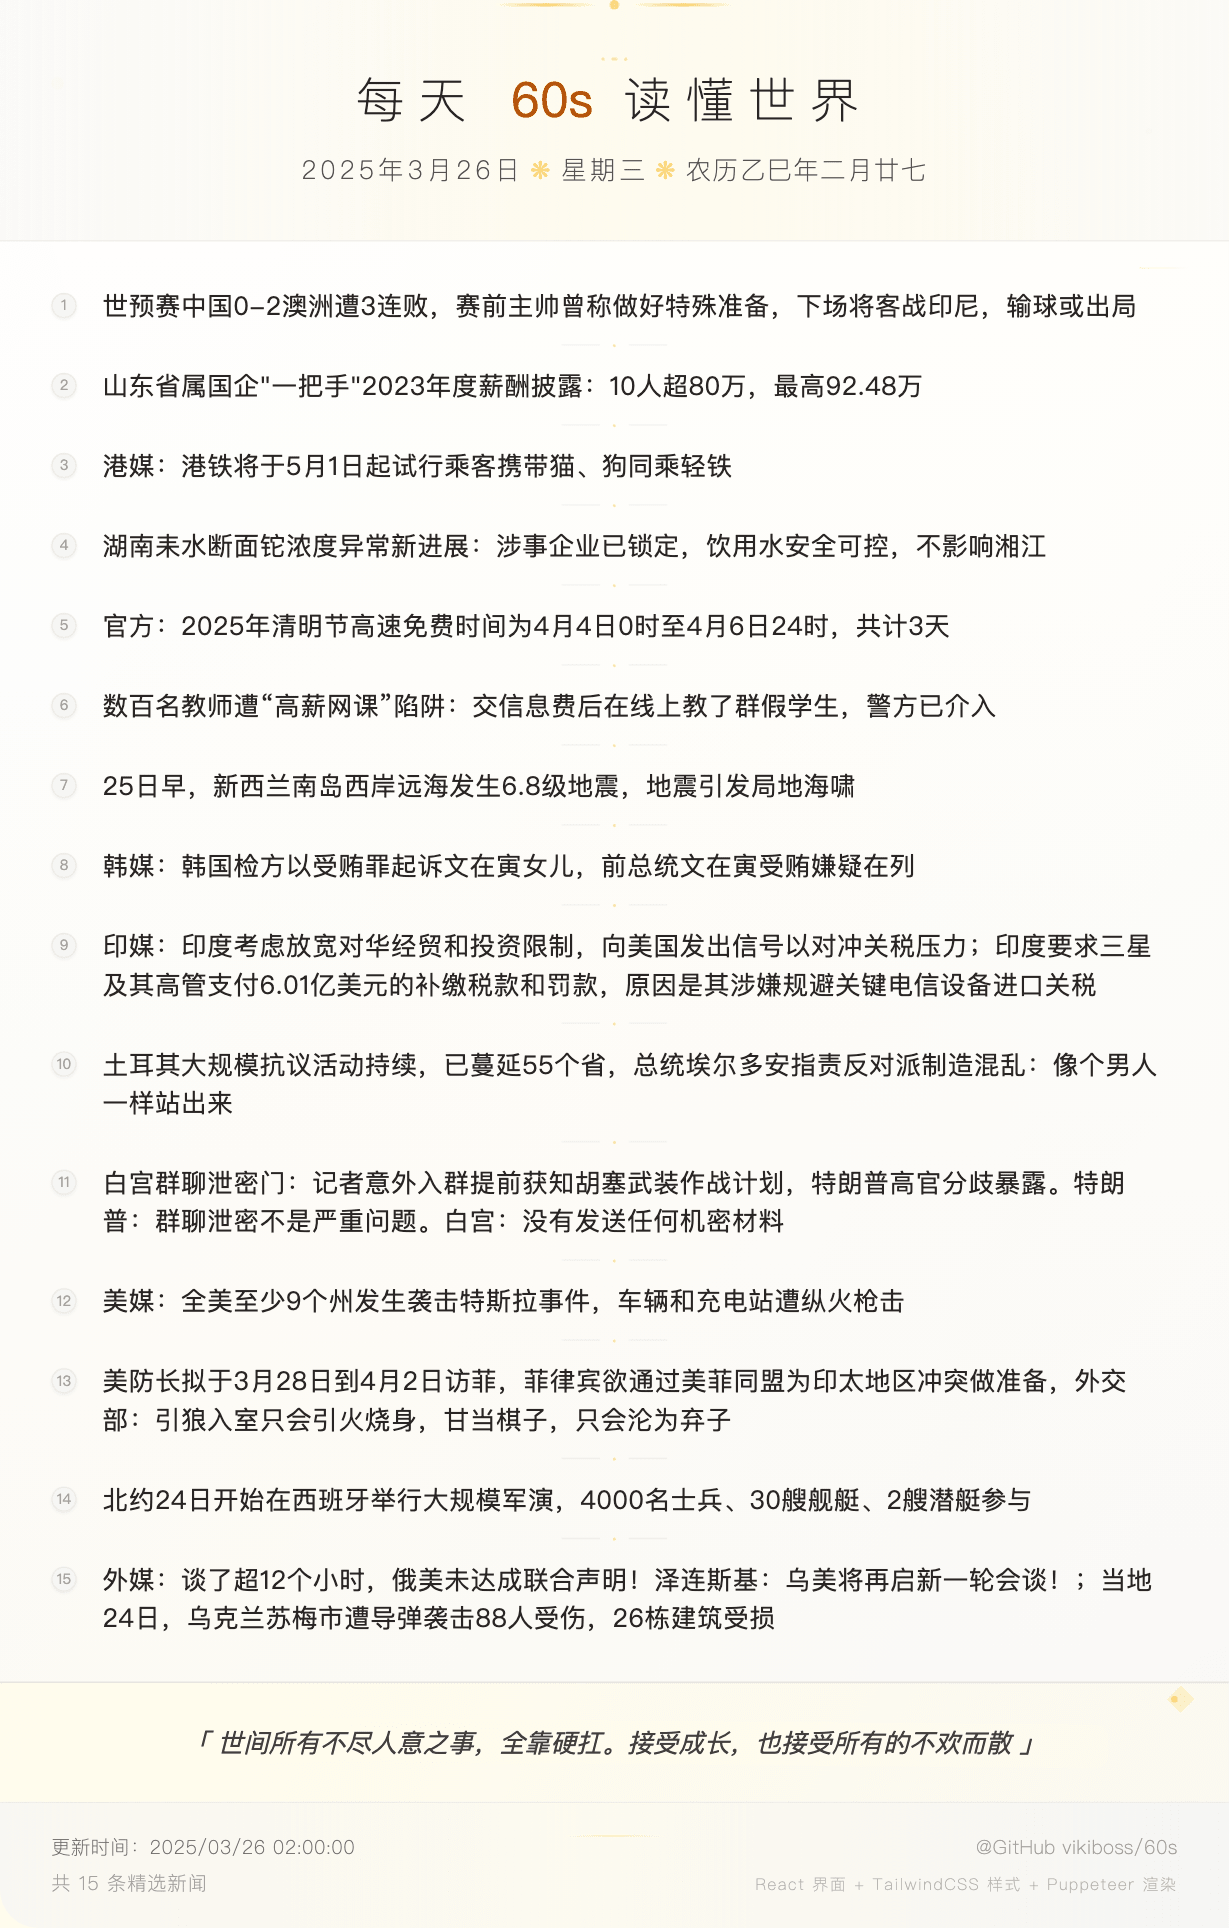 每天 60s 读懂世界
2025年3月26日 ❋ 星期三 ❋ 农历乙巳年二月廿七
1 世预赛中国0-2澳洲遭3连败，赛前主帅曾称做好特殊准备，下场将客战印尼，输球或出局
2 山东省属国企"一把手"2023年度薪酬披露：10人超80万，最高92.48万
3 港媒：港铁将于5月1日起试行乘客携带猫、狗同乘轻铁
4 湖南耒水断面铊浓度异常新进展：涉事企业已锁定，饮用水安全可控，不影响湘江
5 官方：2025年清明节高速免费时间为4月4日0时至4月6日24时，共计3天
6 数百名教师遭“高薪网课”陷阱：交信息费后在线上教了群假学生，警方已介入
7 25日早，新西兰南岛西岸远海发生6.8级地震，地震引发局地海啸
8 韩媒：韩国检方以受贿罪起诉文在寅女儿，前总统文在寅受贿嫌疑在列
9 印媒：印度考虑放宽对华经贸和投资限制，向美国发出信号以对冲关税压力；印度要求三星
及其高管支付6.01亿美元的补缴税款和罚款，原因是其涉嫌规避关键电信设备进口关税
10 土耳其大规模抗议活动持续，已蔓延55个省，总统埃尔多安指责反对派制造混乱：像个男人
一样站出来
11 白宫群聊泄密门：记者意外入群提前获知胡塞武装作战计划，特朗普高官分歧暴露。特朗
普：群聊泄密不是严重问题。白宫：没有发送任何机密材料
12 美媒：全美至少9个州发生袭击特斯拉事件，车辆和充电站遭纵火枪击
13 美防长拟于3月28日到4月2日访菲，菲律宾欲通过美菲同盟为印太地区冲突做准备，外交
部：引狼入室只会引火烧身，甘当棋子，只会沦为弃子
14 北约24日开始在西班牙举行大规模军演，4000名士兵、30艘舰艇、2艘潜艇参与
15 外媒：谈了超12个小时，俄美未达成联合声明！泽连斯基：乌美将再启新一轮会谈！；当地
24日，乌克兰苏梅市遭导弹袭击88人受伤，26栋建筑受损
「 世间所有不尽人意之事，全靠硬扛。接受成长，也接受所有的不欢而散 」
更新时间：2025/03/26 02:00:00
@GitHub vikiboss/60s
共 15 条精选新闻
React 界面 + TailwindCSS 样式 + Puppeteer 渲染